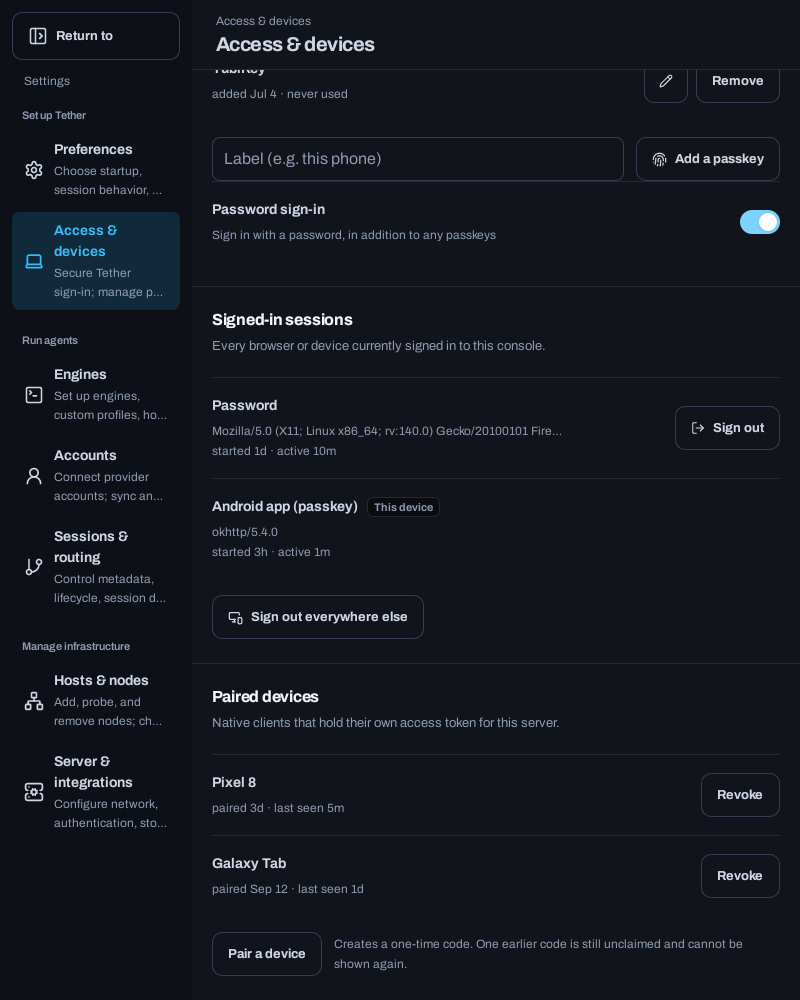 Return to
Settings
Set up Tether
Preferences
Choose startup,
session behavior, ...
Access &
devices
Secure Tether
sign-in; manage p...
Run agents
Engines
Set up engines,
custom profiles, ho...
Accounts
Connect provider
accounts; sync an...
Sessions &
routing
Control metadata,
lifecycle, session d...
Manage infrastructure
Hosts & nodes
Add, probe, and
remove nodes; ch...
Server &
integrations
Configure network,
authentication, sto...
Access & devices
Access & devices
TabIkey
added Jul 4 · never used
Remove
Label (e.g. this phone)
Add a passkey
Password sign-in
Sign in with a password, in addition to any passkeys
Signed-in sessions
Every browser or device currently signed in to this console.
Password
Mozilla/5.0 (X11; Linux x86_64; rv:140.0) Gecko/20100101 Fire...
started 1d · active 10m
Sign out
Android app (passkey) This device
okhttp/5.4.0
started 3h · active 1m
Sign out everywhere else
Paired devices
Native clients that hold their own access token for this server.
Pixel 8
paired 3d · last seen 5m
Revoke
Galaxy Tab
paired Sep 12 · last seen 1d
Revoke
Pair a device
Creates a one-time code. One earlier code is still unclaimed and cannot be
shown again.